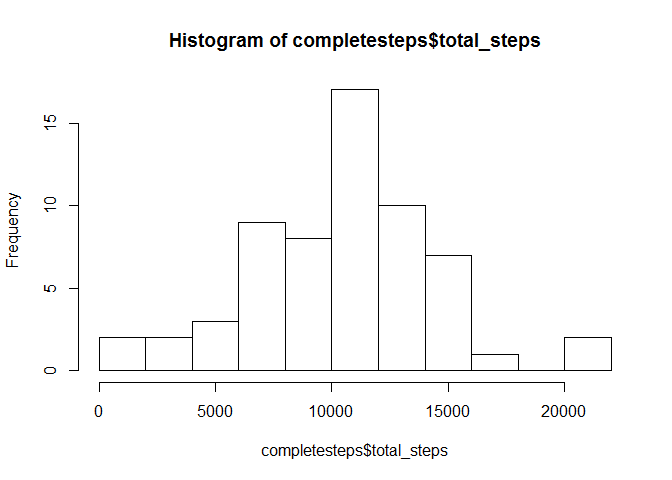 Histogram of completesteps$total_steps
Frequency
15
10
5
0
0 5000 10000 15000 20000
completesteps$total_steps